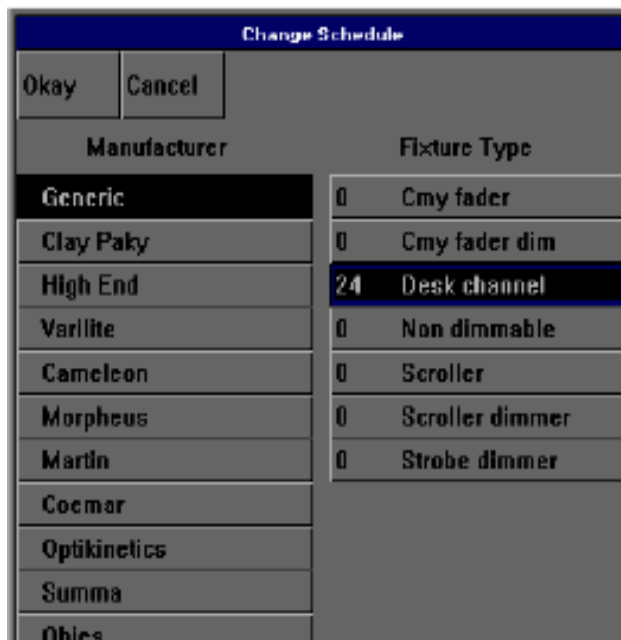 Change Schedule
Okay Cancel
Manufacturer Fixture Type
Generic 0 Cmy fader
Clay Paky 0 Cmy fader dim
High End 24 Desk channel
Varilite 0 Non dimmable
Cameleon 0 Scroller
Morpheus 0 Scroller dimmer
Martin 0 Strobe dimmer
Coemar
Optikinetics
Summa